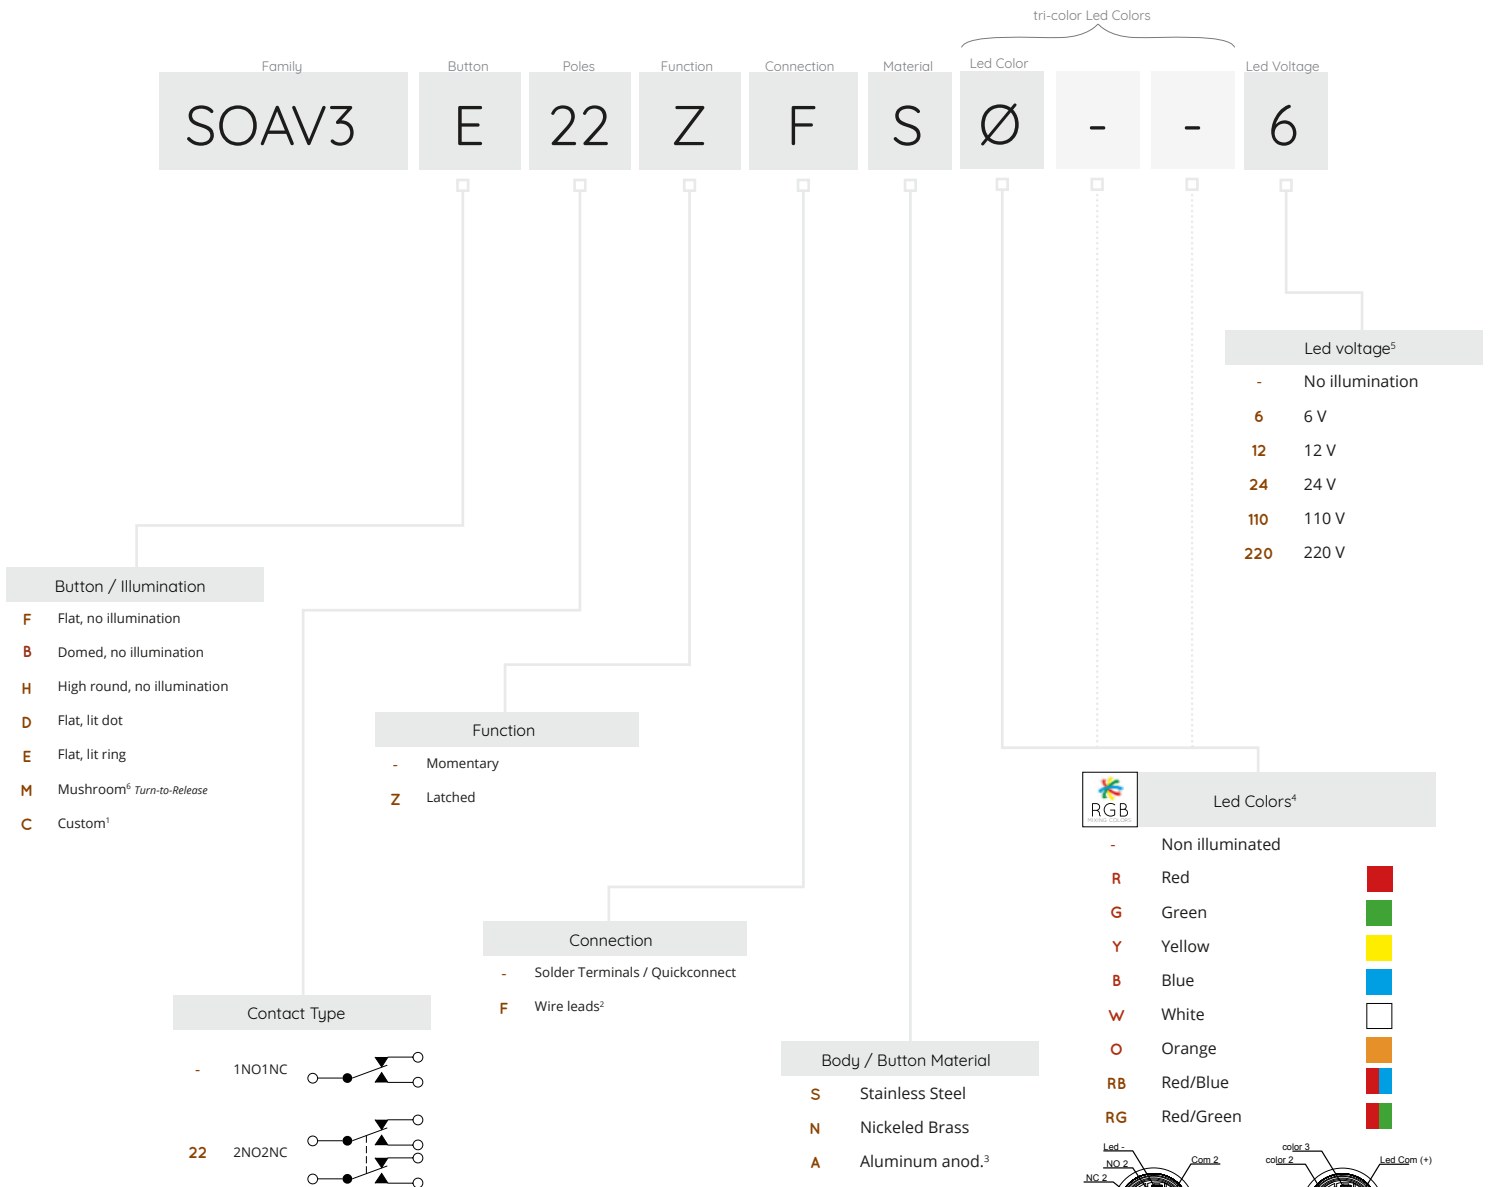 tri-color Led Colors
Family Button Poles Function Connection Material Led Color Led Voltage
SOAV3 E 22 Z F S Ø - - 6
Led voltage5
- No illumination
6 6 V
12 12 V
24 24 V
110 110 V
220 220 V
Button / Illumination
F Flat, no illumination
B Domed, no illumination
H High round, no illumination
D Flat, lit dot
E Flat, lit ring
M Mushroom6 Turn-to-Release
C Custom1
Function
- Momentary
Z Latched
RGB
MIXING COLORS
Led Colors4
- Non illuminated
R Red
G Green
Y Yellow
B Blue
W White
O Orange
RB Red/Blue
RG Red/Green
Connection
- Solder Terminals / Quickconnect
F Wire leads2
Contact Type
- 1NO1NC
22 2NO2NC
Body / Button Material
S Stainless Steel
N Nickeled Brass
A Aluminum anod.3
Led -
NO 2
NC 2
Com 2
color 3
color 2
Led Com (+)